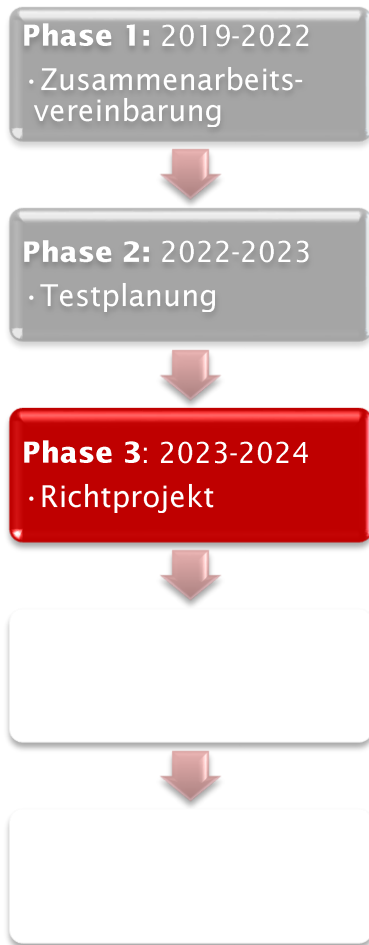 Phase 1: 2019-2022
· Zusammenarbeits-
vereinbarung
Phase 2: 2022-2023
· Testplanung
Phase 3: 2023-2024
· Richtprojekt